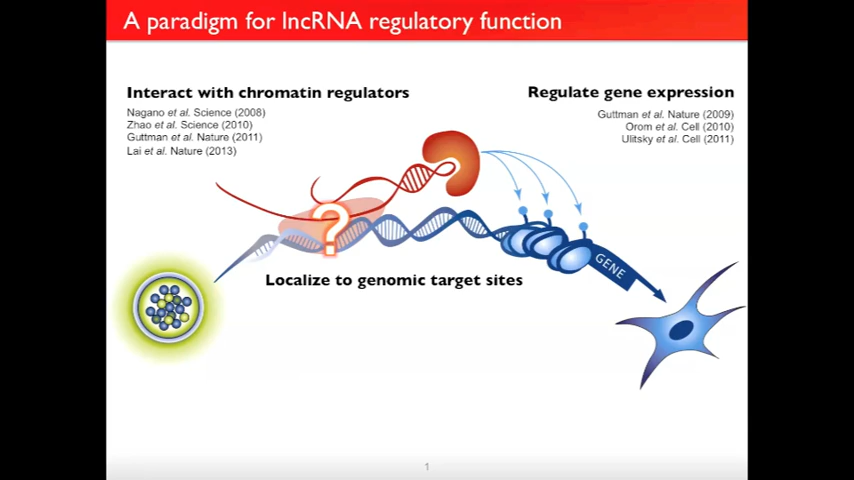 A paradigm for lncRNA regulatory function
Interact with chromatin regulators
Nagano et al. Science (2008)
Zhao et al. Science (2010)
Guttman et al. Nature (2011)
Lai et al. Nature (2013)
Regulate gene expression
Guttman et al. Nature (2009)
Orom et al. Cell (2010)
Ulitsky et al. Cell (2011)
?
GENE
Localize to genomic target sites
1